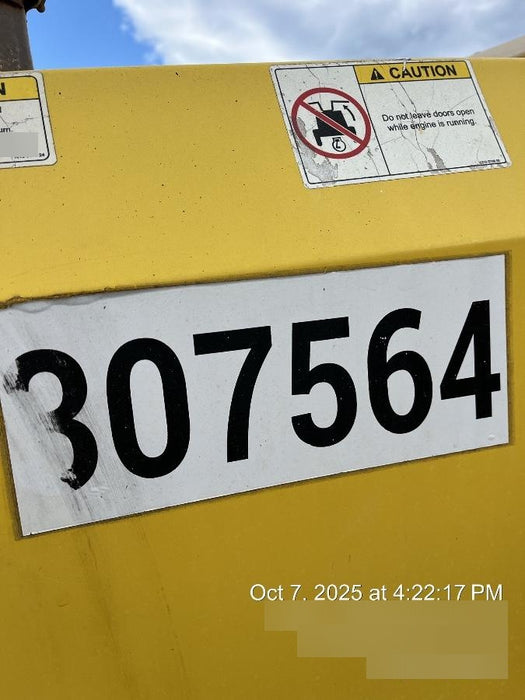 CAUTION
Do not leave doors open
while engine is running.
307564
Oct 7, 2025 at 4:22:17 PM